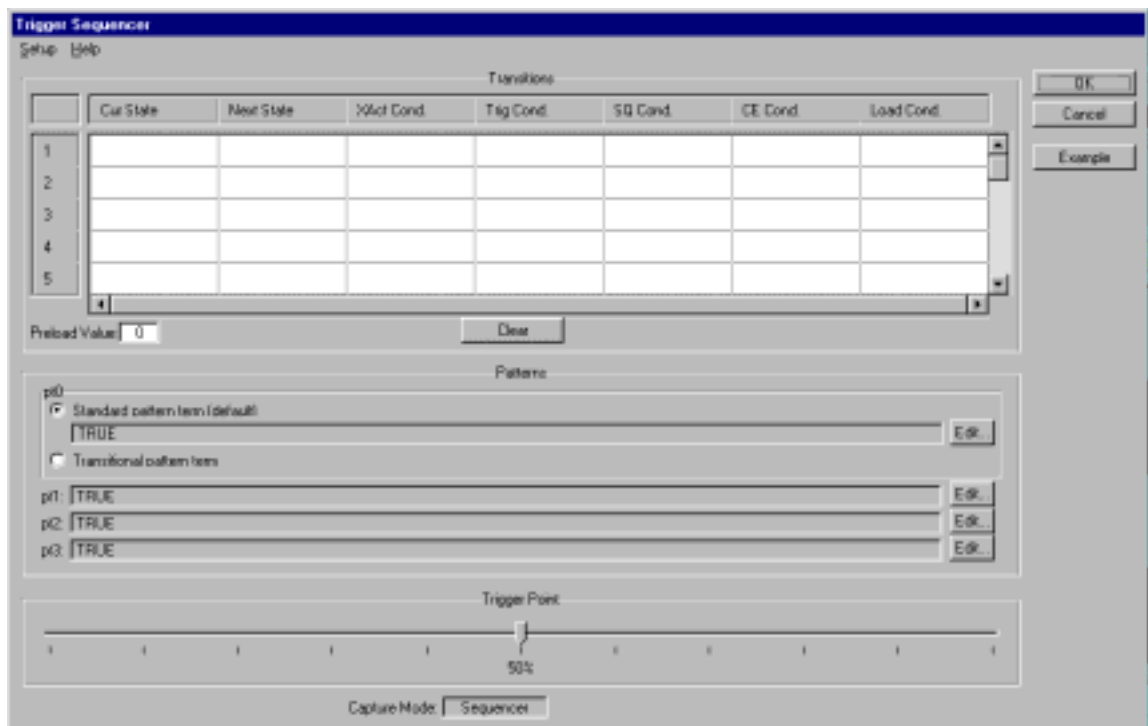 Trigger Sequencer
Setup Help
Transitions
OK
Cur State Next State XAct Cond. Trig Cond. SQ Cond. CE Cond. Load Cond.
Cancel
1
Example
2
3
4
5
Preload Value: 0
Clear
Patterns
pt0
Standard pattern term (default)
TRUE Edit...
Transitional pattern term
pt1: TRUE Edit...
pt2: TRUE Edit...
pt3: TRUE Edit...
Trigger Point
50%
Capture Mode: Sequencer